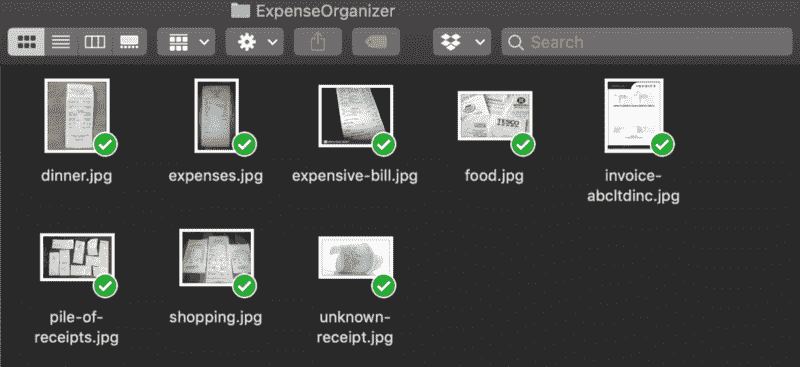 ExpenseOrganizer
Search
dinner.jpg
expenses.jpg
expensive-bill.jpg
food.jpg
invoice-
abcltdinc.jpg
pile-of-
receipts.jpg
shopping.jpg
unknown-
receipt.jpg